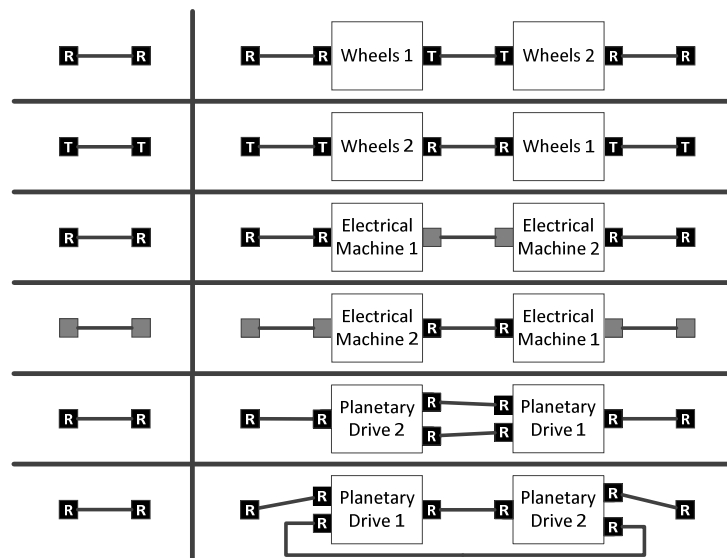 R R R R Wheels 1 T T Wheels 2 R R
T T T T Wheels 2 R R Wheels 1 T T
R R R R Electrical Machine 1 Electrical Machine 2 R R
Electrical Machine 2 R R Electrical Machine 1
R R R R Planetary Drive 2 R R R R Planetary Drive 1 R R
R R R R R Planetary Drive 1 R R Planetary Drive 2 R R R